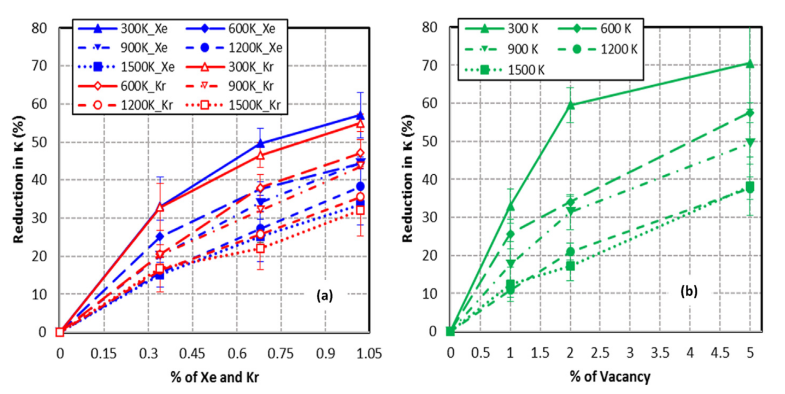 300K_Xe 600K_Xe
900K_Xe 1200K_Xe
1500K_Xe 300K_Kr
600K_Kr 900K_Kr
1200K_Kr 1500K_Kr
80
70
60
50
40
30
20
10
0
Reduction in κ (%)
(a)
0 0.15 0.3 0.45 0.6 0.75 0.9 1.05
% of Xe and Kr
300 K 600 K
900 K 1200 K
1500 K
80
70
60
50
40
30
20
10
0
Reduction in κ (%)
(b)
0 0.5 1 1.5 2 2.5 3 3.5 4 4.5 5
% of Vacancy